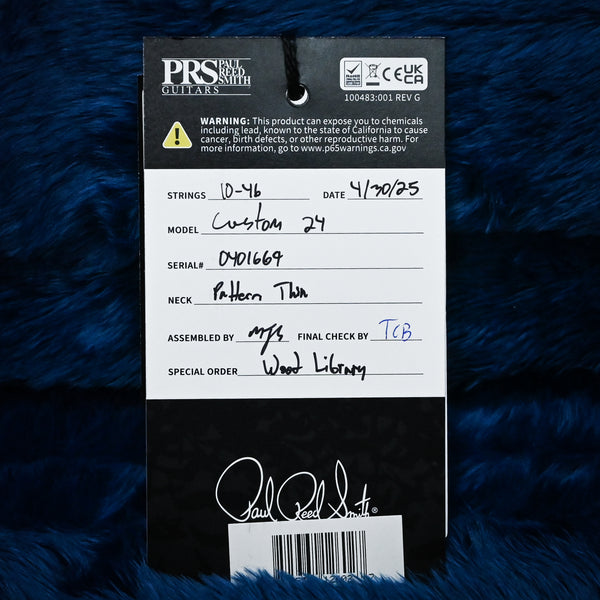 PRS PAUL REED SMITH
GUITARS
CE UKCA
100483:001 REV G
WARNING: This product can expose you to chemicals
including lead, known to the state of California to cause
cancer, birth defects, or other reproductive harm. For
more information, go to www.p65warnings.ca.gov
STRINGS 10-46 DATE 4/30/25
MODEL Custom 24
SERIAL# 0401669
NECK Pattern Thin
ASSEMBLED BY MJS FINAL CHECK BY TCB
SPECIAL ORDER Wood Library
Paul Reed Smith®